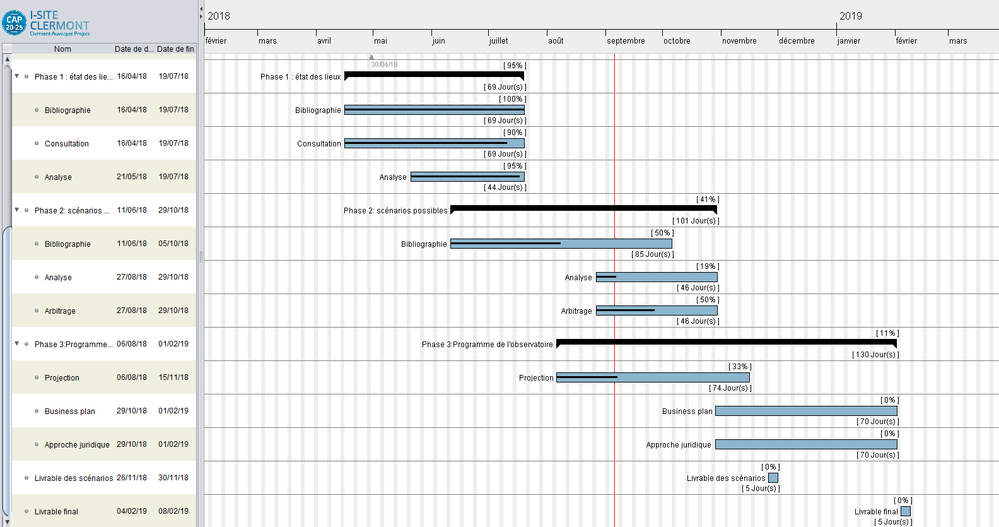 CAP
20-25
I-SITE
CLERMONT
Clermont Auvergne Project
2018
2019
février mars avril mai juin juillet août septembre octobre novembre décembre janvier février mars
Nom Date de d... Date de fin
30/04/18
Phase 1 : état des lie... 16/04/18 19/07/18
[ 95% ]
Phase 1 : état des lieux
[ 69 Jour(s) ]
Bibliographie 16/04/18 19/07/18
[ 100% ]
Bibliographie
[ 69 Jour(s) ]
Consultation 16/04/18 19/07/18
[ 90% ]
Consultation
[ 69 Jour(s) ]
Analyse 21/05/18 19/07/18
[ 95% ]
Analyse
[ 44 Jour(s) ]
Phase 2: scénarios ... 11/06/18 29/10/18
[ 41% ]
Phase 2: scénarios possibles
[ 101 Jour(s) ]
Bibliographie 11/06/18 05/10/18
[ 50% ]
Bibliographie
[ 85 Jour(s) ]
Analyse 27/08/18 29/10/18
[ 19% ]
Analyse
[ 46 Jour(s) ]
Arbitrage 27/08/18 29/10/18
[ 50% ]
Arbitrage
[ 46 Jour(s) ]
Phase 3:Programme... 06/08/18 01/02/19
[ 11% ]
Phase 3:Programme de l'observatoire
[ 130 Jour(s) ]
Projection 06/08/18 15/11/18
[ 33% ]
Projection
[ 74 Jour(s) ]
Business plan 29/10/18 01/02/19
[ 0% ]
Business plan
[ 70 Jour(s) ]
Approche juridique 29/10/18 01/02/19
[ 0% ]
Approche juridique
[ 70 Jour(s) ]
Livrable des scénarios 26/11/18 30/11/18
[ 0% ]
Livrable des scénarios
[ 5 Jour(s) ]
Livrable final 04/02/19 08/02/19
[ 0% ]
Livrable final
[ 5 Jour(s) ]